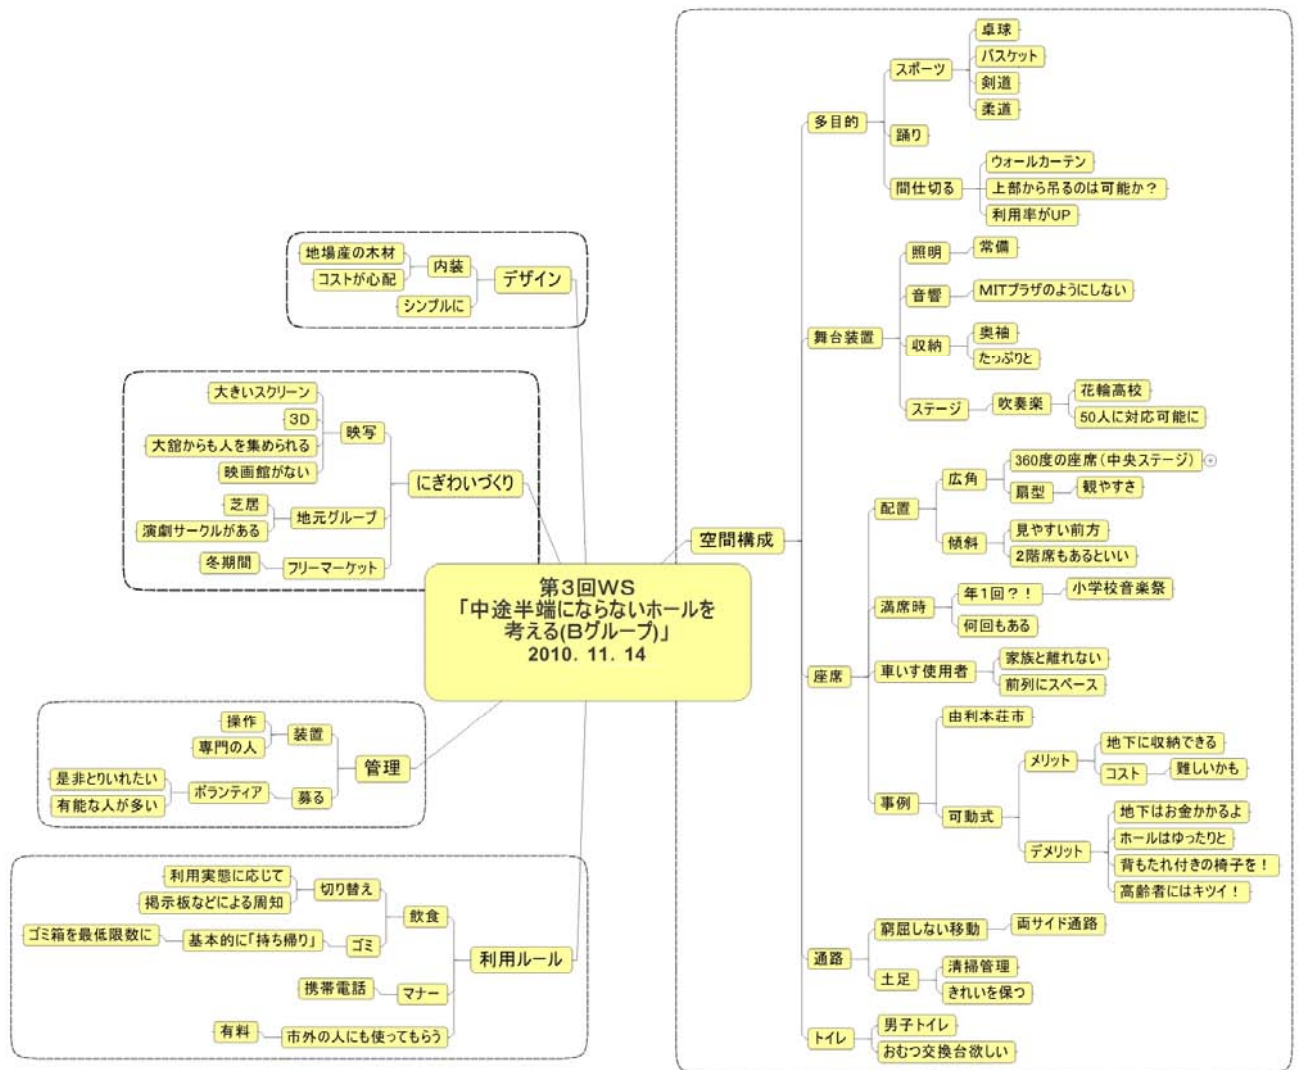 第3回WS
「中途半端にならないホールを
考える(Bグループ)」
2010. 11. 14
デザイン
内装
地場産の木材
コストが心配
シンプルに
にぎわいづくり
映写
大きいスクリーン
3D
大舘からも人を集められる
映画館がない
地元グループ
芝居
演劇サークルがある
フリーマーケット
冬期間
管理
装置
操作
専門の人
募る
ボランティア
是非とりいれたい
有能な人が多い
利用ルール
飲食
切り替え
利用実態に応じて
掲示板などによる周知
ゴミ
基本的に「持ち帰り」
ゴミ箱を最低限数に
マナー
携帯電話
市外の人にも使ってもらう
有料
空間構成
多目的
スポーツ
卓球
バスケット
剣道
柔道
踊り
間仕切る
ウォールカーテン
上部から吊るのは可能か？
利用率がUP
舞台装置
照明
常備
音響
MITプラザのようにしない
収納
奥袖
たっぷりと
ステージ
吹奏楽
花輪高校
50人に対応可能に
座席
配置
広角
360度の座席(中央ステージ)
扇型
観やすさ
傾斜
見やすい前方
2階席もあるといい
満席時
年1回？！
小学校音楽祭
何回もある
車いす使用者
家族と離れない
前列にスペース
事例
由利本荘市
可動式
メリット
地下に収納できる
コスト
難しいかも
デメリット
地下はお金かかるよ
ホールはゆったりと
背もたれ付きの椅子を！
高齢者にはキツイ！
通路
窮屈しない移動
両サイド通路
土足
清掃管理
きれいを保つ
トイレ
男子トイレ
おむつ交換台欲しい